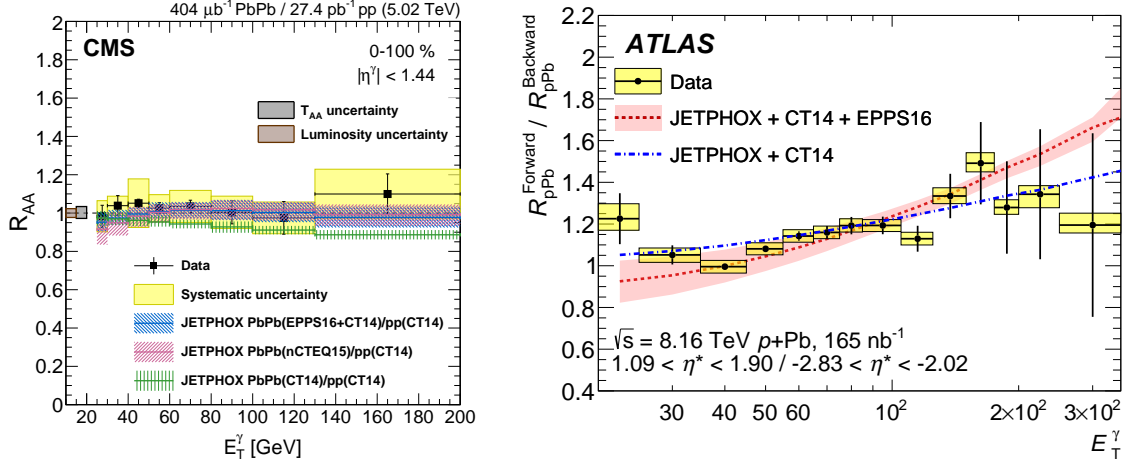 404 μb⁻¹ PbPb / 27.4 pb⁻¹ pp (5.02 TeV)
CMS
0-100 %
|η^γ| < 1.44
T_AA uncertainty
Luminosity uncertainty
Data
Systematic uncertainty
JETPHOX PbPb(EPPS16+CT14)/pp(CT14)
JETPHOX PbPb(nCTEQ15)/pp(CT14)
JETPHOX PbPb(CT14)/pp(CT14)
R_AA
2
1.8
1.6
1.4
1.2
1
0.8
0.6
0.4
0.2
0
20 40 60 80 100 120 140 160 180 200
E_T^γ [GeV]
ATLAS
Data
JETPHOX + CT14 + EPPS16
JETPHOX + CT14
√s = 8.16 TeV p+Pb, 165 nb⁻¹
1.09 < η* < 1.90 / -2.83 < η* < -2.02
R_pPb^Forward / R_pPb^Backward
2.2
2
1.8
1.6
1.4
1.2
1.0
0.8
0.6
0.4
30 40 50 60 10² 2×10² 3×10²
E_T^γ